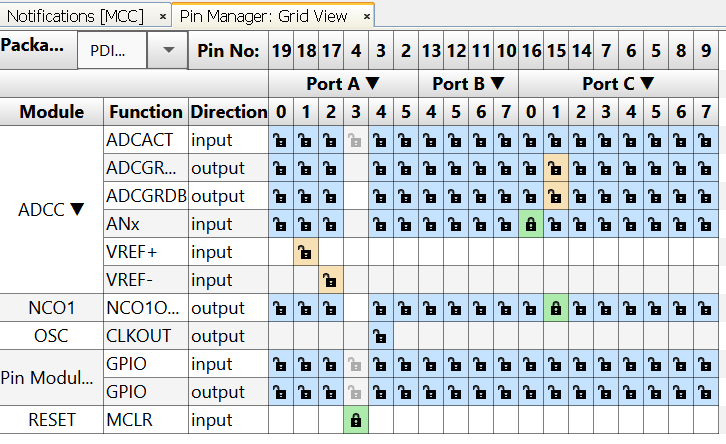 Notifications [MCC] × Pin Manager: Grid View ×
Packa... PDI... Pin No: 19 18 17 4 3 2 13 12 11 10 16 15 14 7 6 5 8 9
Port A ▼ Port B ▼ Port C ▼
Module Function Direction 0 1 2 3 4 5 4 5 6 7 0 1 2 3 4 5 6 7
ADCACT input
ADCGR... output
ADCC ▼ ADCGRDB output
ANx input
VREF+ input
VREF- input
NCO1 NCO1O... output
OSC CLKOUT output
Pin Modul... GPIO input
GPIO output
RESET MCLR input